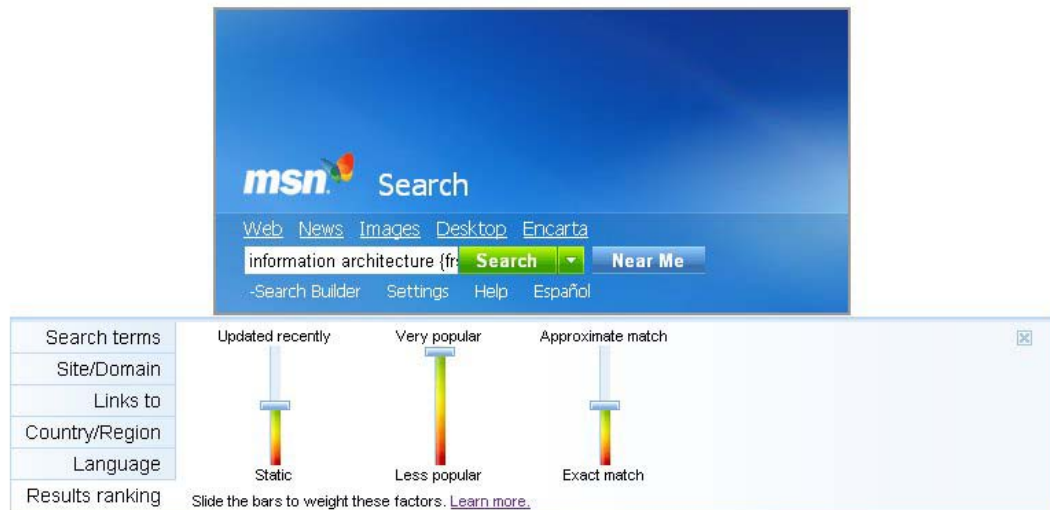 msn. Search
Web News Images Desktop Encarta
information architecture {frs Search Near Me
-Search Builder Settings Help Español
Search terms
Site/Domain
Links to
Country/Region
Language
Results ranking
Updated recently Very popular Approximate match
Static Less popular Exact match
Slide the bars to weight these factors. Learn more.